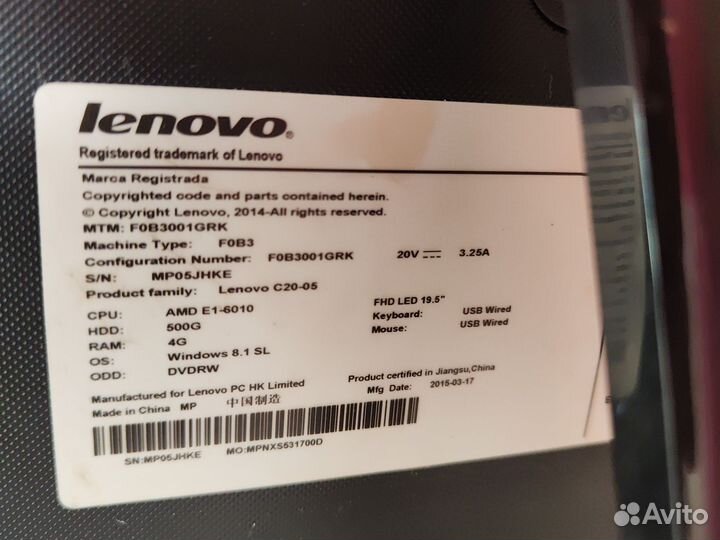 lenovo.
Registered trademark of Lenovo
Marca Registrada
Copyrighted code and parts contained herein.
© Copyright Lenovo, 2014-All rights reserved.
MTM: F0B3001GRK
Machine Type: F0B3
Configuration Number: F0B3001GRK 20V 3.25A
S/N: MP05JHKE
Product family: Lenovo C20-05
CPU: AMD E1-6010 FHD LED 19.5"
HDD: 500G Keyboard: USB Wired
RAM: 4G Mouse: USB Wired
OS: Windows 8.1 SL
ODD: DVDRW
Manufactured for Lenovo PC HK Limited Product certified in Jiangsu,China
Made in China MP 中国制造 Mfg Date: 2015-03-17
SN:MP05JHKE MO:MPNXS531700D
Avito